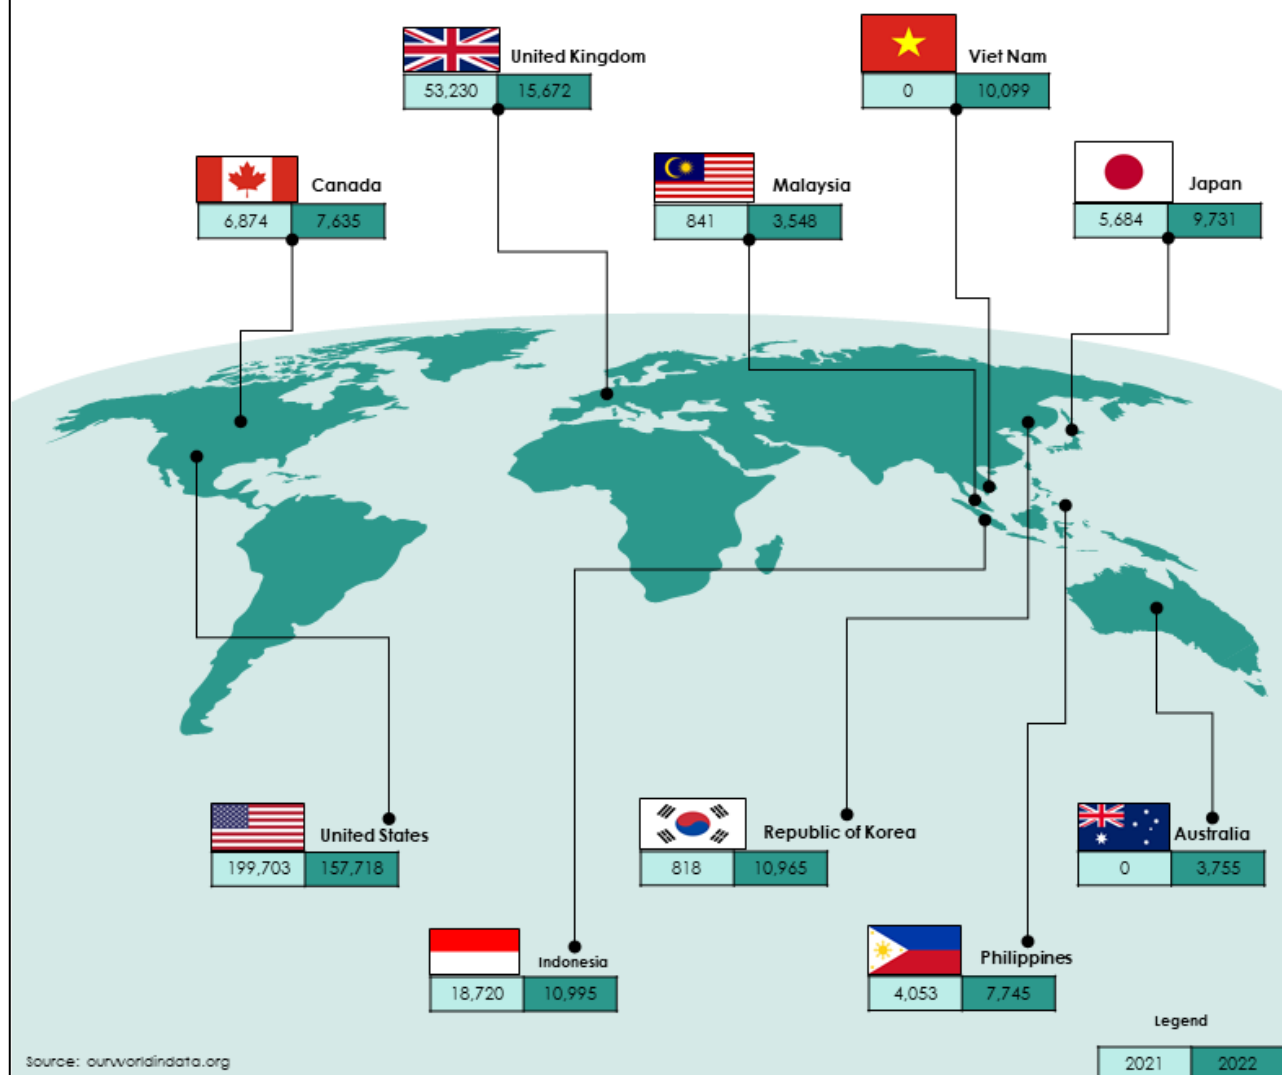 United Kingdom
53,230 15,672
Viet Nam
0 10,099
Canada
6,874 7,635
Malaysia
841 3,548
Japan
5,684 9,731
United States
199,703 157,718
Republic of Korea
818 10,965
Australia
0 3,755
Indonesia
18,720 10,995
Philippines
4,053 7,745
Legend
2021 2022
Source: ourworldindata.org